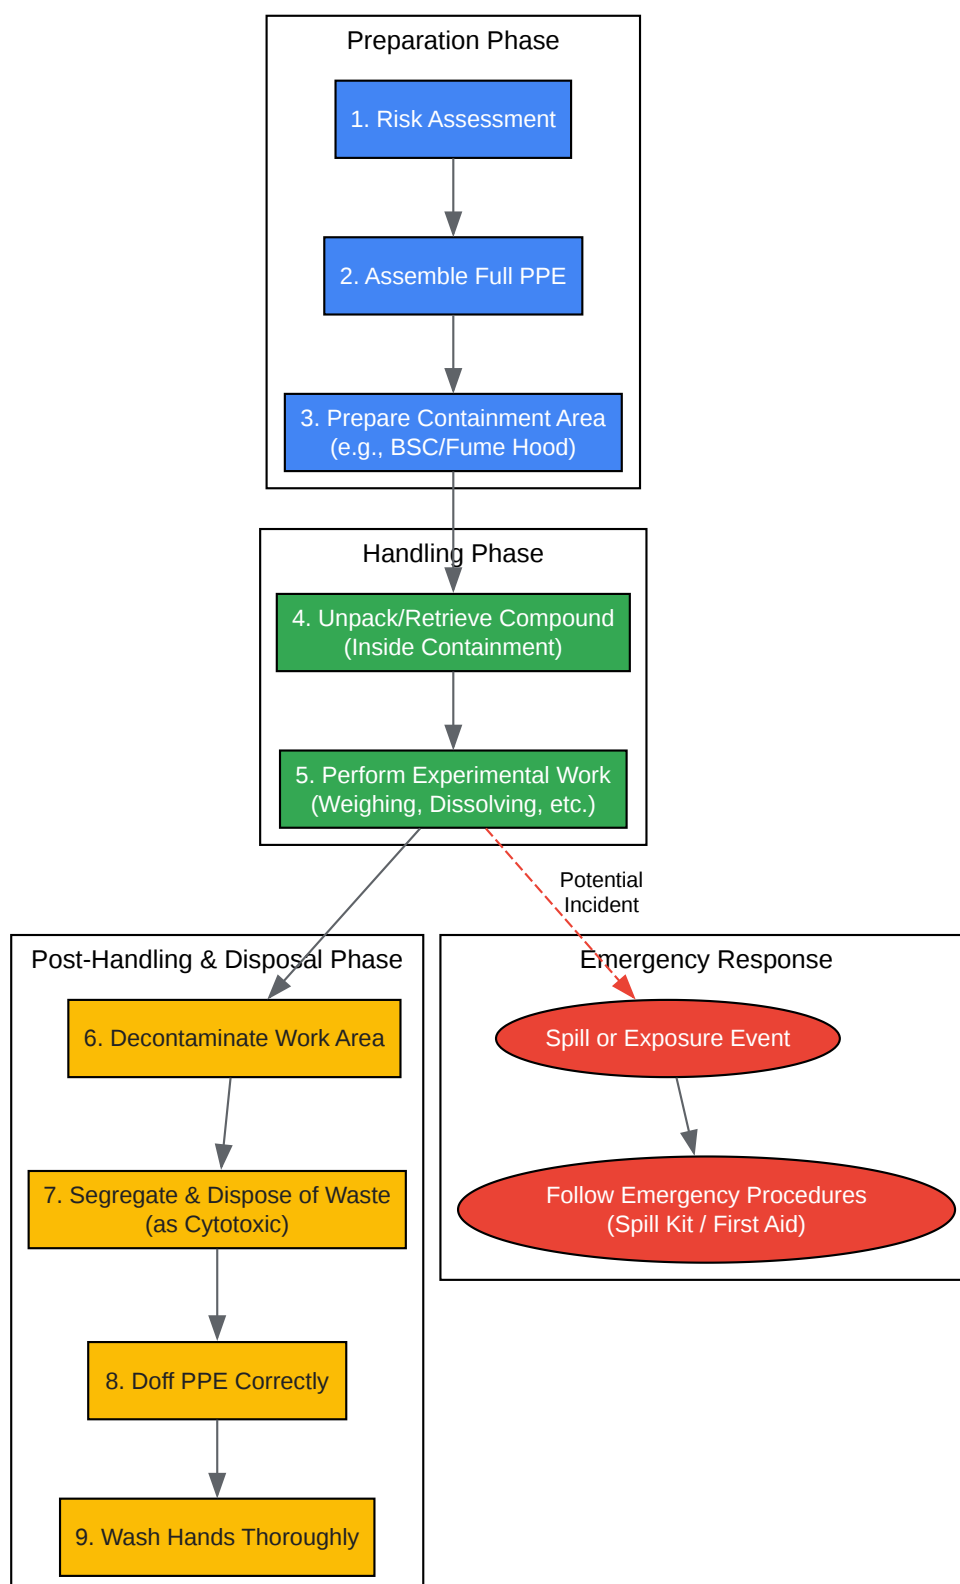 Preparation Phase
1. Risk Assessment
2. Assemble Full PPE
3. Prepare Containment Area
(e.g., BSC/Fume Hood)
Handling Phase
4. Unpack/Retrieve Compound
(Inside Containment)
5. Perform Experimental Work
(Weighing, Dissolving, etc.)
Potential
Incident
Post-Handling & Disposal Phase
6. Decontaminate Work Area
7. Segregate & Dispose of Waste
(as Cytotoxic)
8. Doff PPE Correctly
9. Wash Hands Thoroughly
Emergency Response
Spill or Exposure Event
Follow Emergency Procedures
(Spill Kit / First Aid)